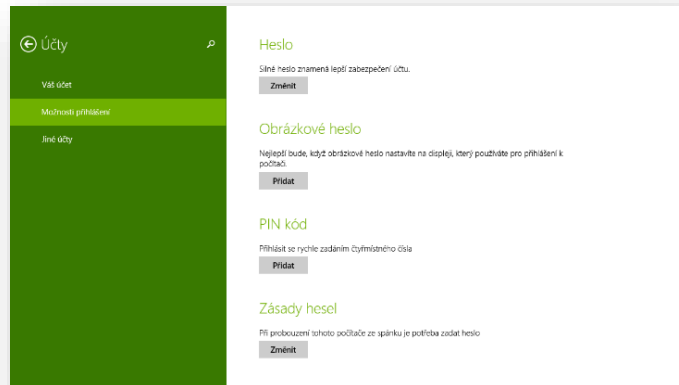 Účty
Váš účet
Možnosti přihlášení
Jiné účty
Heslo
Silné heslo znamená lepší zabezpečení účtu.
Změnit
Obrázkové heslo
Nejlepší bude, když obrázkové heslo nastavíte na displeji, který používáte pro přihlášení k
počítači.
Přidat
PIN kód
Přihlásit se rychle zadáním čtyřmístného čísla
Přidat
Zásady hesel
Při probouzení tohoto počítače ze spánku je potřeba zadat heslo
Změnit